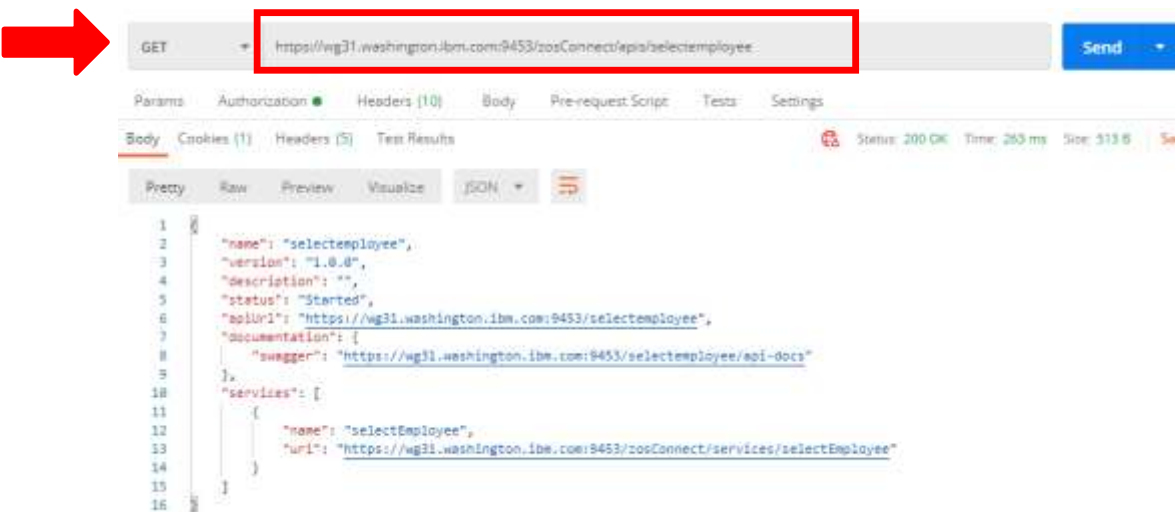 GET https://wg31.washington.ibm.com:9453/zosConnect/apis/selectemployee Send
Params Authorization Headers (10) Body Pre-request Script Tests Settings
Body Cookies (1) Headers (5) Test Results Status: 200 OK Time: 263 ms Size: 513 B Sa
Pretty Raw Preview Visualize JSON
1 {
2 "name": "selectemployee",
3 "version": "1.0.0",
4 "description": "",
5 "status": "Started",
6 "apiUrl": "https://wg31.washington.ibm.com:9453/selectemployee",
7 "documentation": {
8 "swagger": "https://wg31.washington.ibm.com:9453/selectemployee/api-docs"
9 },
10 "services": [
11 {
12 "name": "selectEmployee",
13 "uri": "https://wg31.washington.ibm.com:9453/zosConnect/services/selectEmployee"
14 }
15 ]
16 }